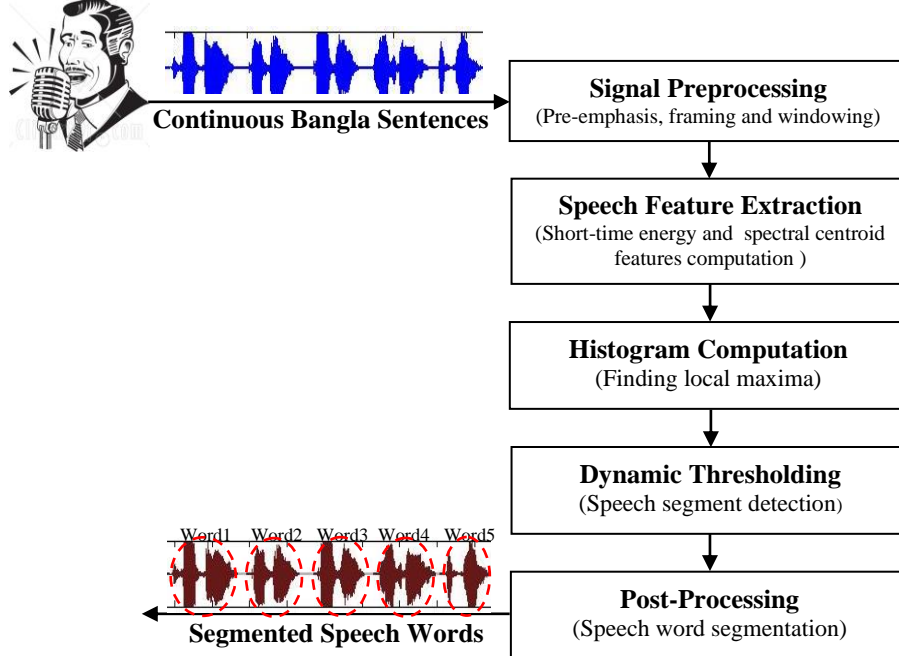 Continuous Bangla Sentences
Signal Preprocessing
(Pre-emphasis, framing and windowing)
Speech Feature Extraction
(Short-time energy and spectral centroid
features computation )
Histogram Computation
(Finding local maxima)
Dynamic Thresholding
(Speech segment detection)
Word1 Word2 Word3 Word4 Word5
Post-Processing
(Speech word segmentation)
Segmented Speech Words